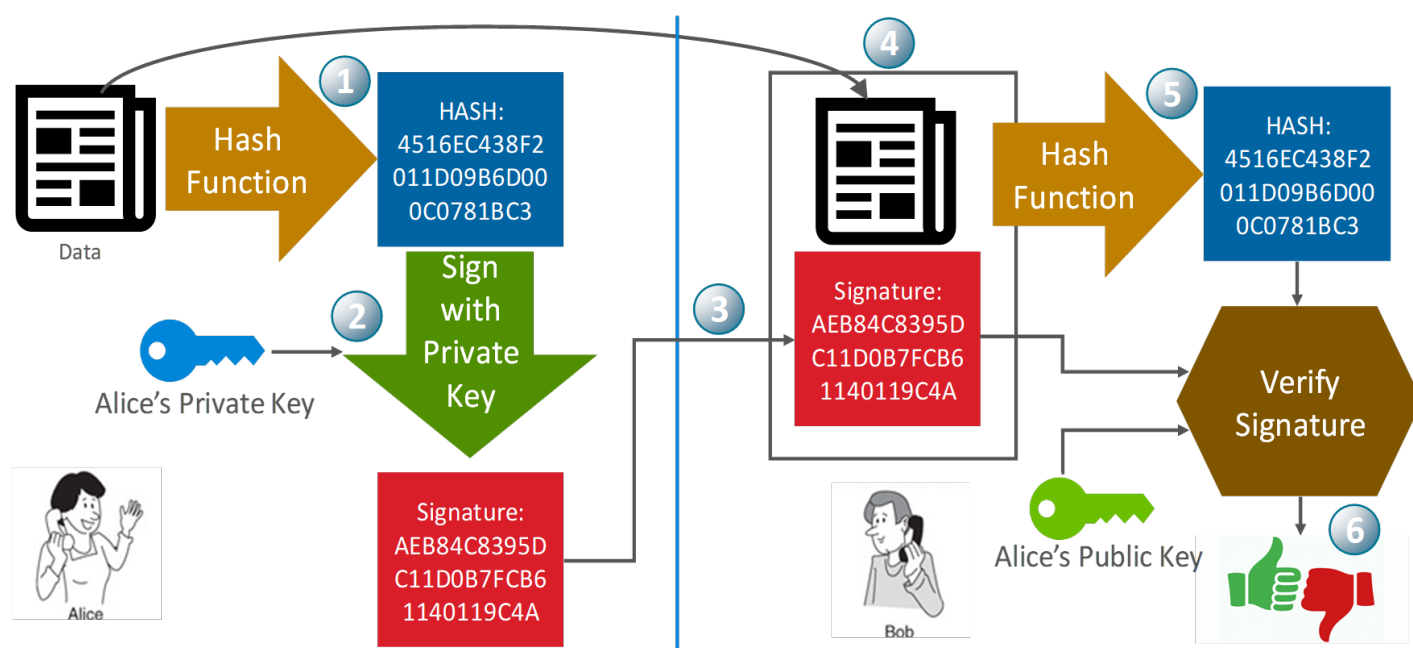 1
HASH:
4516EC438F2
011D09B6D00
0C0781BC3
Hash
Function
Data
Sign
with
Private
Key
2
Alice's Private Key
Alice
Signature:
AEB84C8395D
C11D0B7FCB6
1140119C4A
3
4
Signature:
AEB84C8395D
C11D0B7FCB6
1140119C4A
Hash
Function
5
HASH:
4516EC438F2
011D09B6D00
0C0781BC3
Verify
Signature
Alice's Public Key
Bob
6